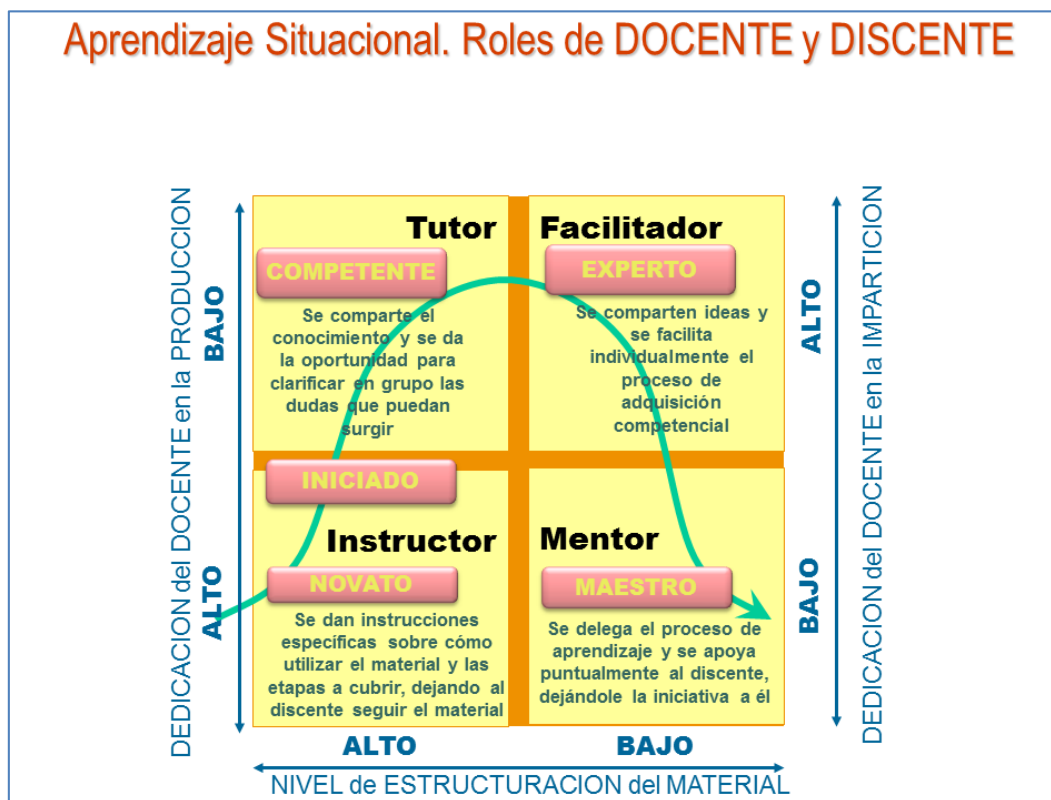 Aprendizaje Situacional. Roles de DOCENTE y DISCENTE
DEDICACION del DOCENTE en la PRODUCCION
BAJO
ALTO
Tutor
COMPETENTE
Se comparte el
conocimiento y se da
la oportunidad para
clarificar en grupo las
dudas que puedan
surgir
Facilitador
EXPERTO
Se comparten ideas y
se facilita
individualmente el
proceso de
adquisición
competencial
INICIADO
Instructor
NOVATO
Se dan instrucciones
específicas sobre cómo
utilizar el material y las
etapas a cubrir, dejando al
discente seguir el material
Mentor
MAESTRO
Se delega el proceso de
aprendizaje y se apoya
puntualmente al discente,
dejándole la iniciativa a él
ALTO
BAJO
DEDICACION del DOCENTE en la IMPARTICION
ALTO
BAJO
NIVEL de ESTRUCTURACION del MATERIAL